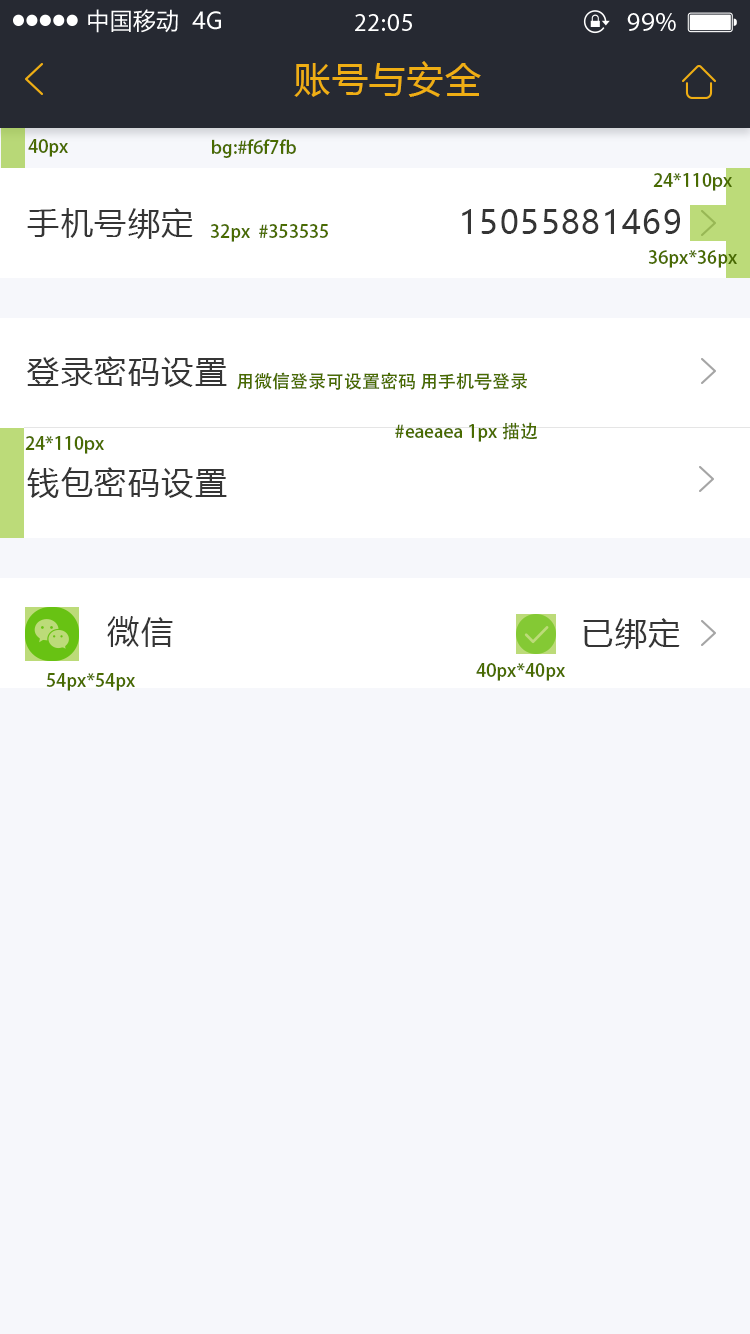 中国移动 4G 22:05 99%
账号与安全
40px bg:#f6f7fb
24*110px
手机号绑定 32px #353535 15055881469
36px*36px
登录密码设置 用微信登录可设置密码 用手机号登录
#eaeaea 1px 描边
24*110px
钱包密码设置
微信 已绑定
54px*54px 40px*40px